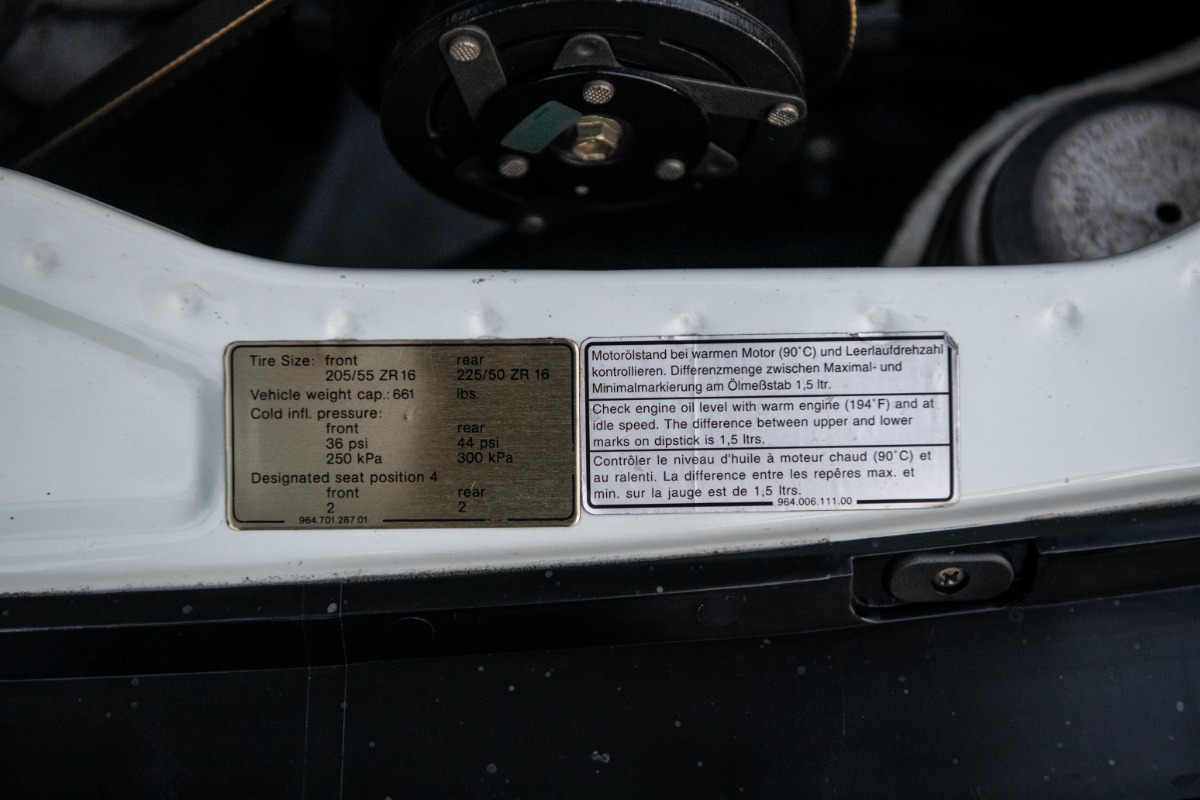 Tire Size: front rear
205/55 ZR 16 225/50 ZR 16
Vehicle weight cap.: 661 lbs.
Cold infl. pressure:
front rear
36 psi 44 psi
250 kPa 300 kPa
Designated seat position 4
front rear
2 2
964.701.287.01
Motorölstand bei warmen Motor (90°C) und Leerlaufdrehzahl
kontrollieren. Differenzmenge zwischen Maximal- und
Minimalmarkierung am Ölmeßstab 1,5 ltr.
Check engine oil level with warm engine (194°F) and at
idle speed. The difference between upper and lower
marks on dipstick is 1,5 ltrs.
Contrôler le niveau d'huile à moteur chaud (90°C) et
au ralenti. La difference entre les repêres max. et
min. sur la jauge est de 1,5 ltrs.
964.006.111.00